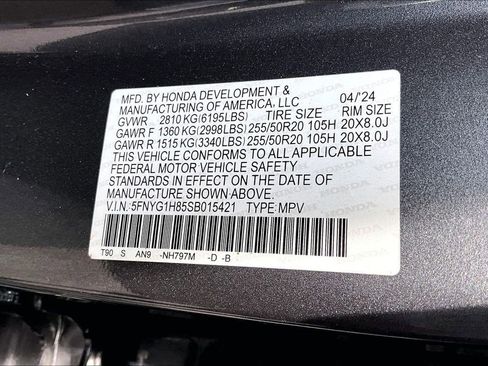 MFD. BY HONDA DEVELOPMENT &
MANUFACTURING OF AMERICA, LLC 04/'24
GVWR 2810 KG(6195LBS) TIRE SIZE RIM SIZE
GAWR F 1360 KG(2998LBS) 255/50R20 105H 20X8.0J
GAWR R 1515 KG(3340LBS) 255/50R20 105H 20X8.0J
THIS VEHICLE CONFORMS TO ALL APPLICABLE
FEDERAL MOTOR VEHICLE SAFETY
STANDARDS IN EFFECT ON THE DATE OF
MANUFACTURE SHOWN ABOVE.
V.I.N.: 5FNYG1H85SB015421 TYPE: MPV
T90 S AN9 -NH797M -D -B